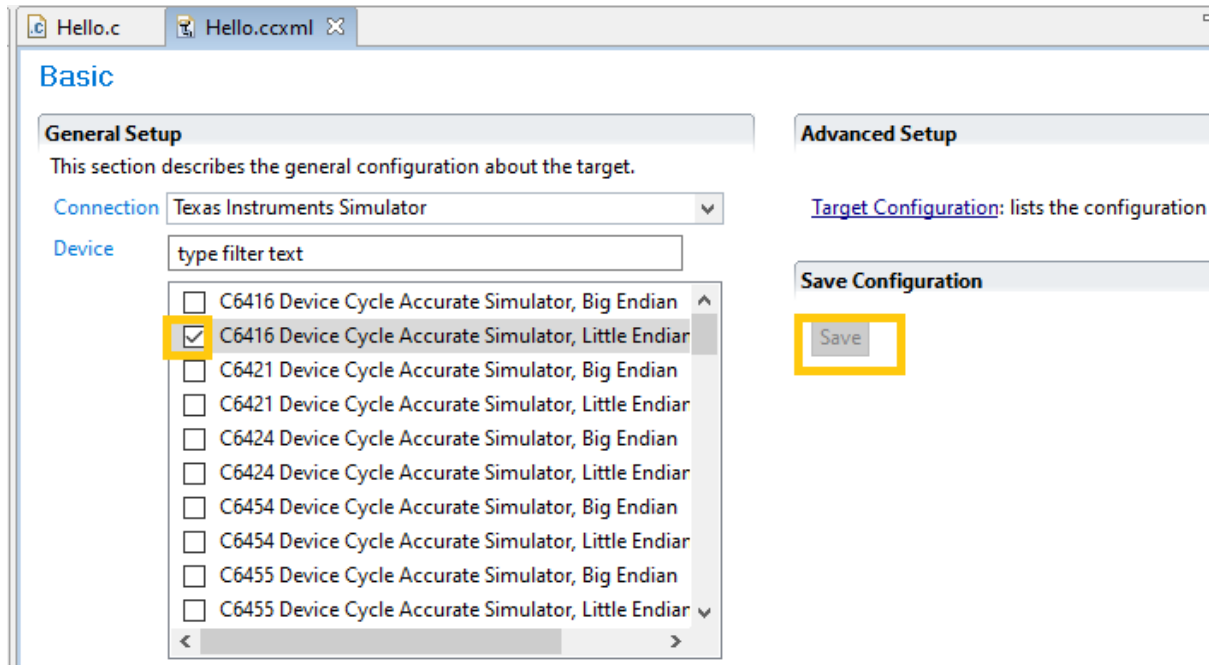 Hello.c
Hello.ccxml
Basic
General Setup
This section describes the general configuration about the target.
Connection Texas Instruments Simulator
Device type filter text
C6416 Device Cycle Accurate Simulator, Big Endian
C6416 Device Cycle Accurate Simulator, Little Endian
C6421 Device Cycle Accurate Simulator, Big Endian
C6421 Device Cycle Accurate Simulator, Little Endian
C6424 Device Cycle Accurate Simulator, Big Endian
C6424 Device Cycle Accurate Simulator, Little Endian
C6454 Device Cycle Accurate Simulator, Big Endian
C6454 Device Cycle Accurate Simulator, Little Endian
C6455 Device Cycle Accurate Simulator, Big Endian
C6455 Device Cycle Accurate Simulator, Little Endian
Advanced Setup
Target Configuration: lists the configuration
Save Configuration
Save